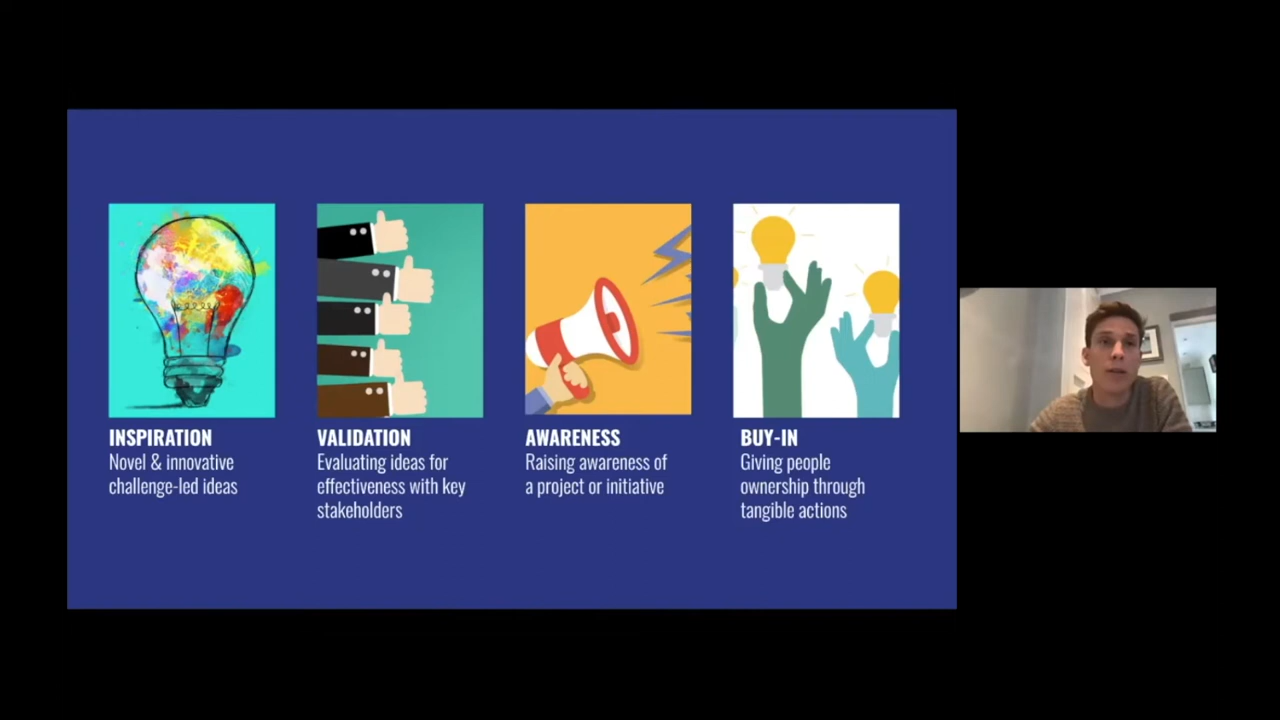 INSPIRATION
Novel & innovative
challenge-led ideas
VALIDATION
Evaluating ideas for
effectiveness with key
stakeholders
AWARENESS
Raising awareness of
a project or initiative
BUY-IN
Giving people
ownership through
tangible actions